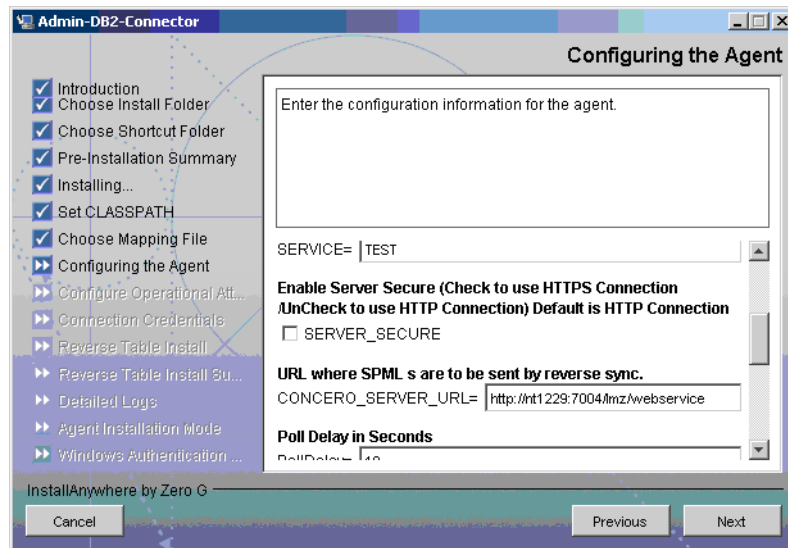 Admin-DB2-Connector
Configuring the Agent
Introduction
Choose Install Folder
Choose Shortcut Folder
Pre-Installation Summary
Installing...
Set CLASSPATH
Choose Mapping File
Configuring the Agent
Configure Operational Att...
Connection Credentials
Reverse Table Install
Reverse Table Install Su...
Detailed Logs
Agent Installation Mode
Windows Authentication ...
Enter the configuration information for the agent.
SERVICE= TEST
Enable Server Secure (Check to use HTTPS Connection
/UnCheck to use HTTP Connection) Default is HTTP Connection
SERVER_SECURE
URL where SPML s are to be sent by reverse sync.
CONCERO_SERVER_URL= http://nt1229:7004/lmz/webservice
Poll Delay in Seconds
PollDelay= 10
InstallAnywhere by Zero G
Cancel
Previous
Next